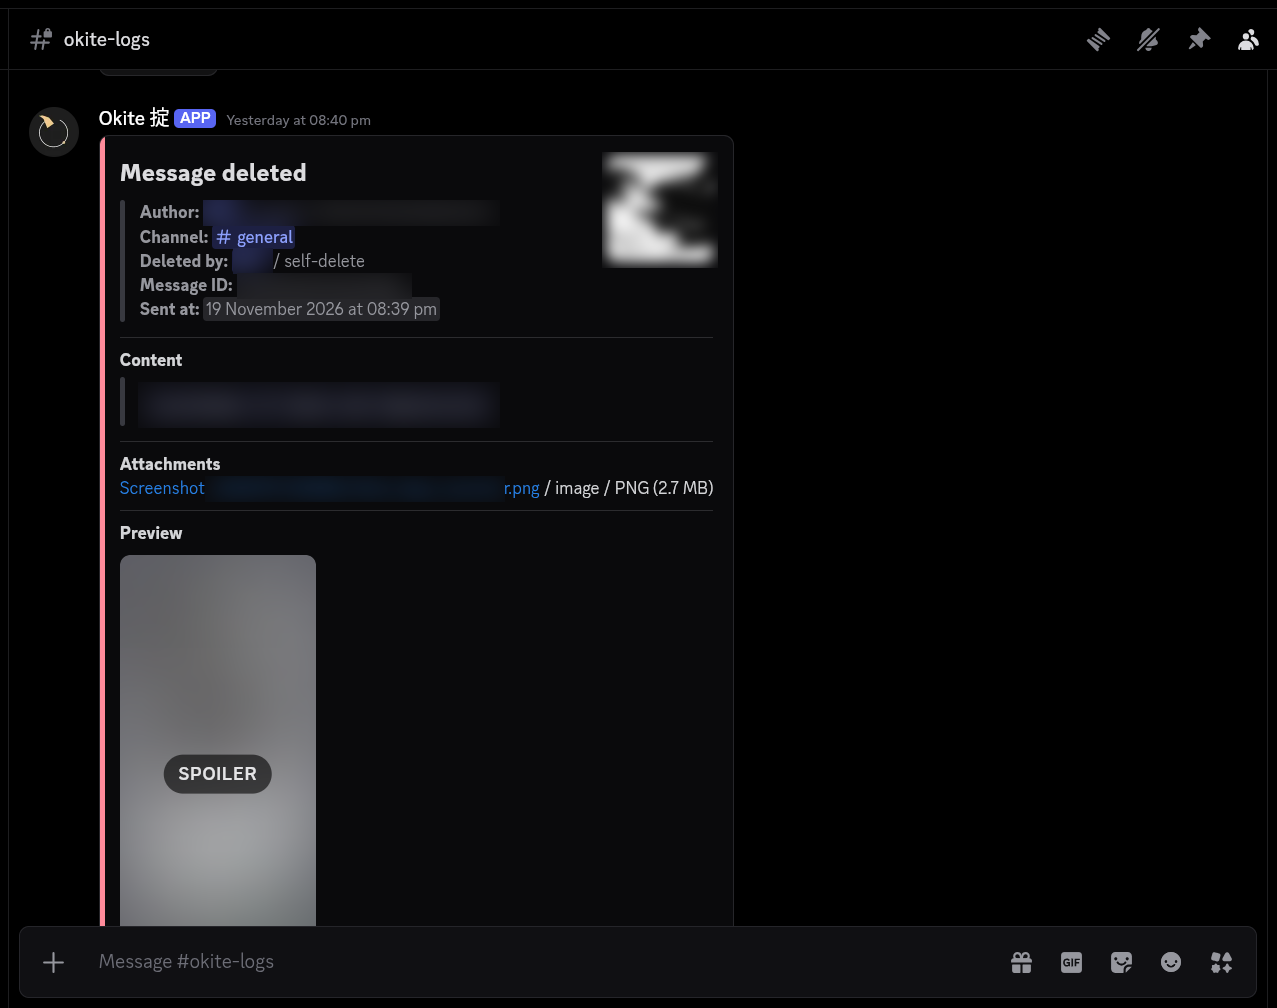 okite-logs
Okite 掟 APP Yesterday at 08:40 pm
Message deleted
Author:
Channel: # general
Deleted by: / self-delete
Message ID:
Sent at: 19 November 2026 at 08:39 pm
Content
Attachments
Screenshot r.png / image / PNG (2.7 MB)
Preview
SPOILER
Message #okite-logs
GIF